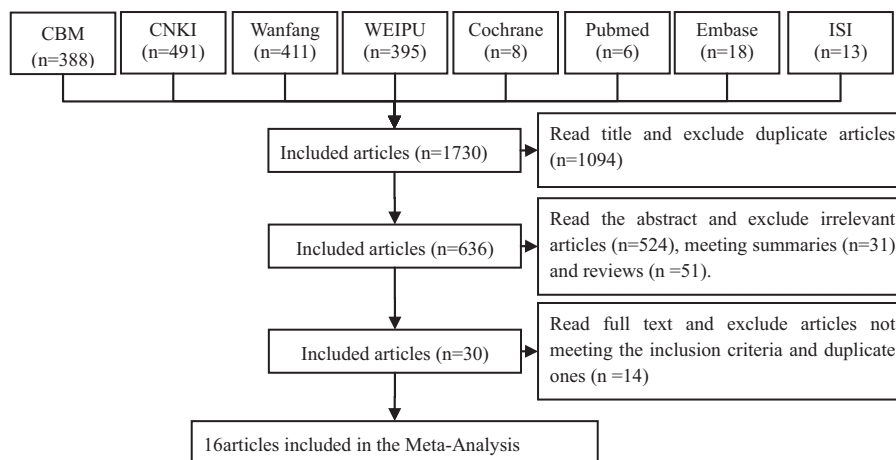 CBM
(n=388)
CNKI
(n=491)
Wanfang
(n=411)
WEIPU
(n=395)
Cochrane
(n=8)
Pubmed
(n=6)
Embase
(n=18)
ISI
(n=13)
Included articles (n=1730)
Read title and exclude duplicate articles
(n=1094)
Included articles (n=636)
Read the abstract and exclude irrelevant
articles (n=524), meeting summaries (n=31)
and reviews (n =51).
Included articles (n=30)
Read full text and exclude articles not
meeting the inclusion criteria and duplicate
ones (n =14)
16articles included in the Meta-Analysis